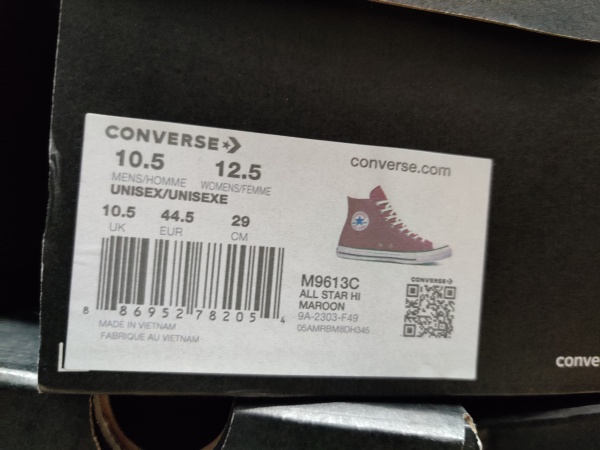 CONVERSE
10.5 12.5
MENS/HOMME WOMENS/FEMME
UNISEX/UNISEXE
10.5 44.5 29
UK EUR CM
8 86952 78205 4
MADE IN VIETNAM
FABRIQUE AU VIETNAM
converse.com
M9613C
ALL STAR HI
MAROON
9A-2303-F49
05AMRBM8DH345
CONVERSE
conve